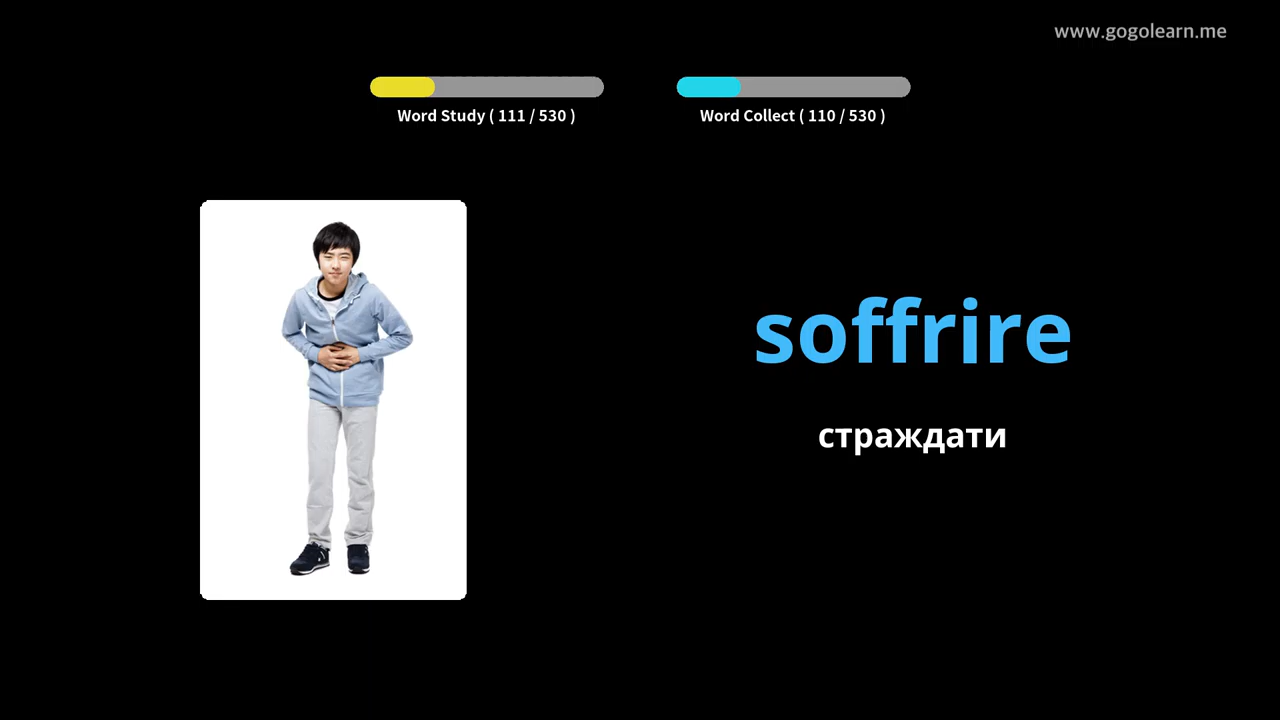 www.gogolearn.me
Word Study ( 111 / 530 )
Word Collect ( 110 / 530 )
soffrire
страждати